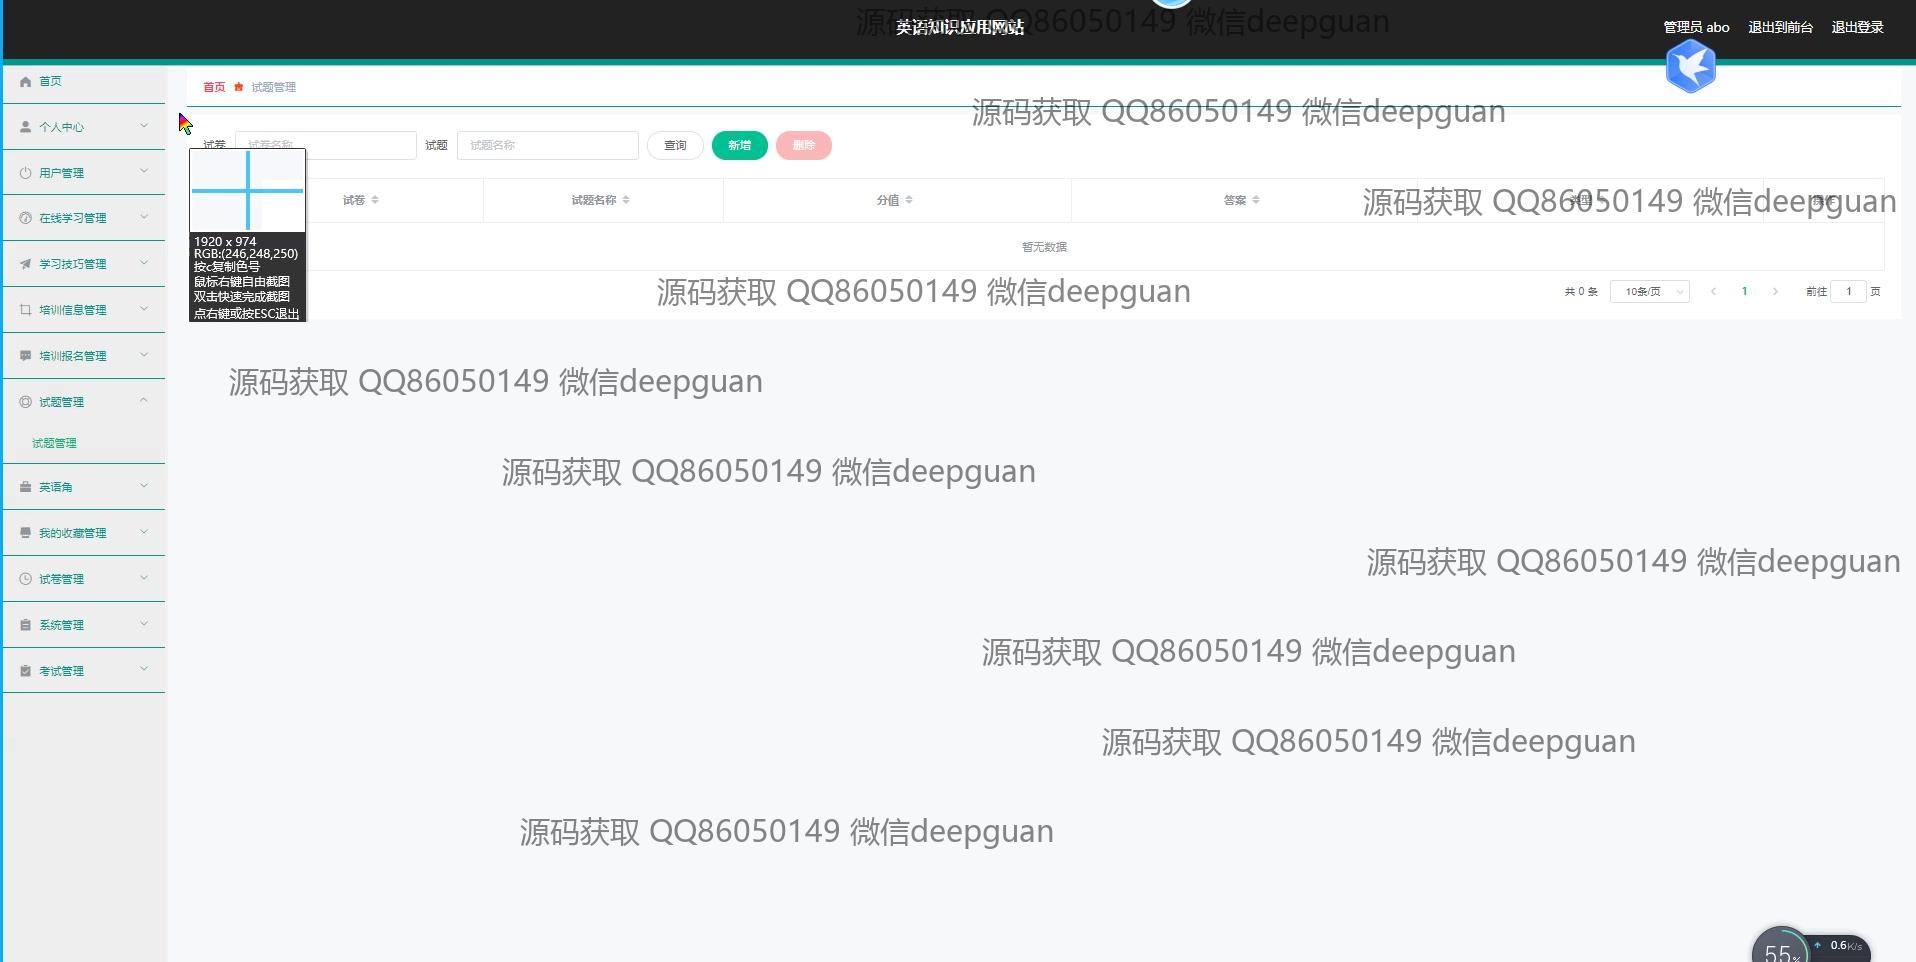 源码获取 QQ86050149 微信deepguan
英语知识应用网站
管理员 abo 退出到前台 退出登录
首页
个人中心
用户管理
在线学习管理
学习技巧管理
培训信息管理
培训报名管理
试题管理
试题管理
英语角
我的收藏管理
试卷管理
系统管理
考试管理
首页 试题管理
源码获取 QQ86050149 微信deepguan
试卷 试卷名称 试题 试题名称 查询 新增 删除
试卷 试题名称 分值 答案 类型 操作
源码获取 QQ86050149 微信deepguan
暂无数据
1920 x 974
RGB:(246,248,250)
按c复制色号
鼠标右键自由截图
双击快速完成截图
点右键或按ESC退出
源码获取 QQ86050149 微信deepguan
共 0 条 10条/页 1 前往 1 页
源码获取 QQ86050149 微信deepguan
源码获取 QQ86050149 微信deepguan
源码获取 QQ86050149 微信deepguan
源码获取 QQ86050149 微信deepguan
源码获取 QQ86050149 微信deepguan
源码获取 QQ86050149 微信deepguan
55% 0.6K/s